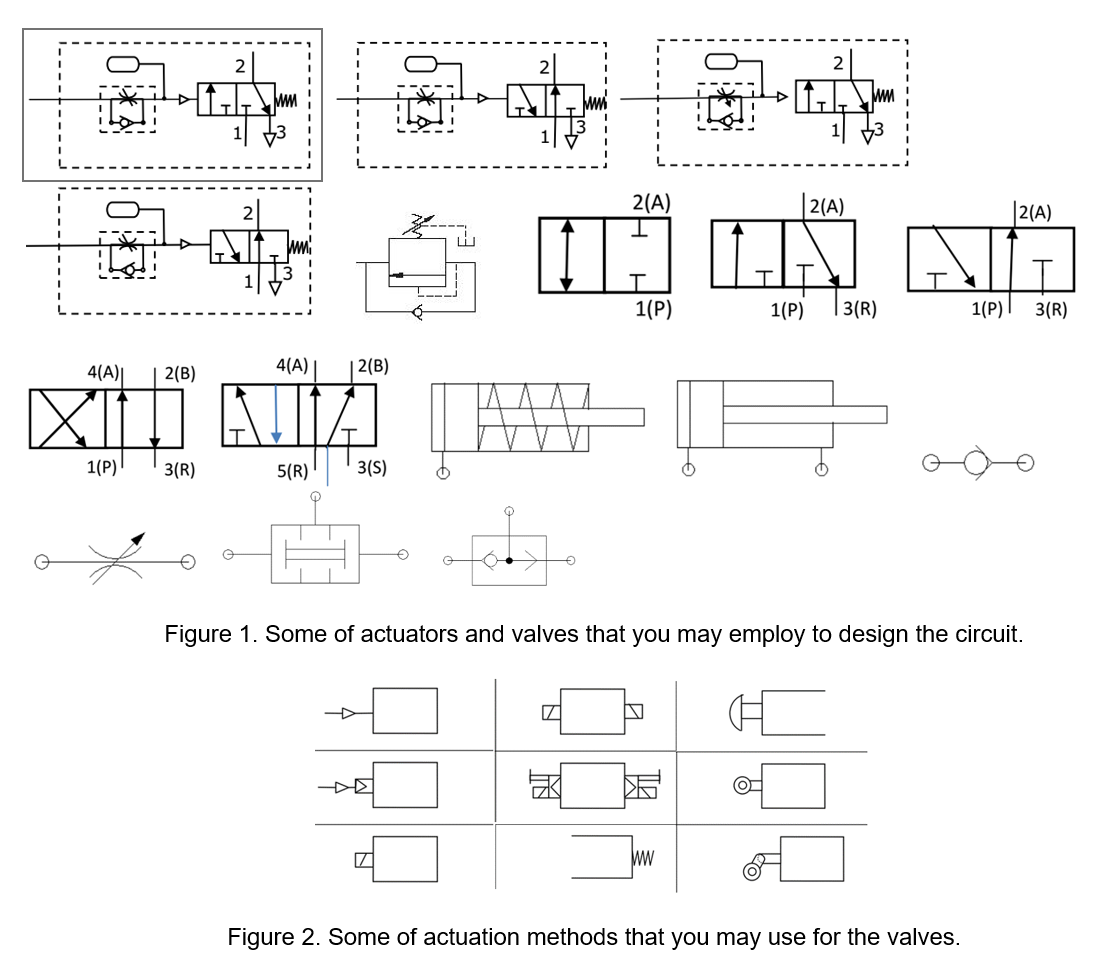 2
1
3
2
1
3
2
1
3
2
1
3
2(A)
1(P)
2(A)
1(P)
3(R)
2(A)
1(P)
3(R)
4(A)
2(B)
1(P)
3(R)
4(A)
2(B)
5(R)
3(S)
Figure 1. Some of actuators and valves that you may employ to design the circuit.
Figure 2. Some of actuation methods that you may use for the valves.